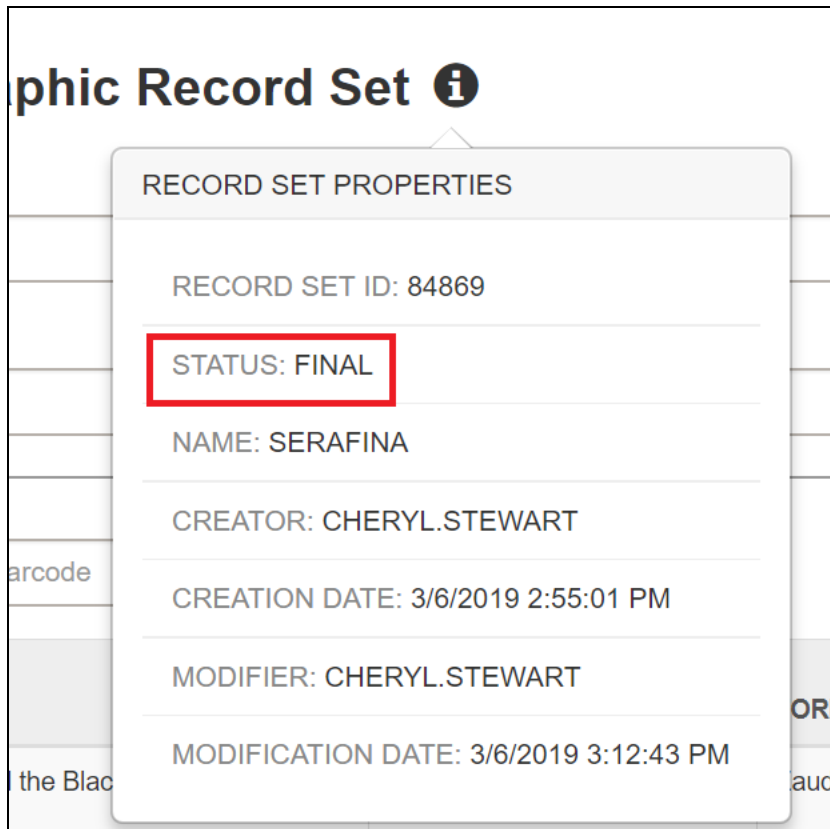 aphic Record Set
RECORD SET PROPERTIES
RECORD SET ID: 84869
STATUS: FINAL
NAME: SERAFINA
CREATOR: CHERYL.STEWART
arcode
CREATION DATE: 3/6/2019 2:55:01 PM
MODIFIER: CHERYL.STEWART
OR
MODIFICATION DATE: 3/6/2019 3:12:43 PM
the Blac